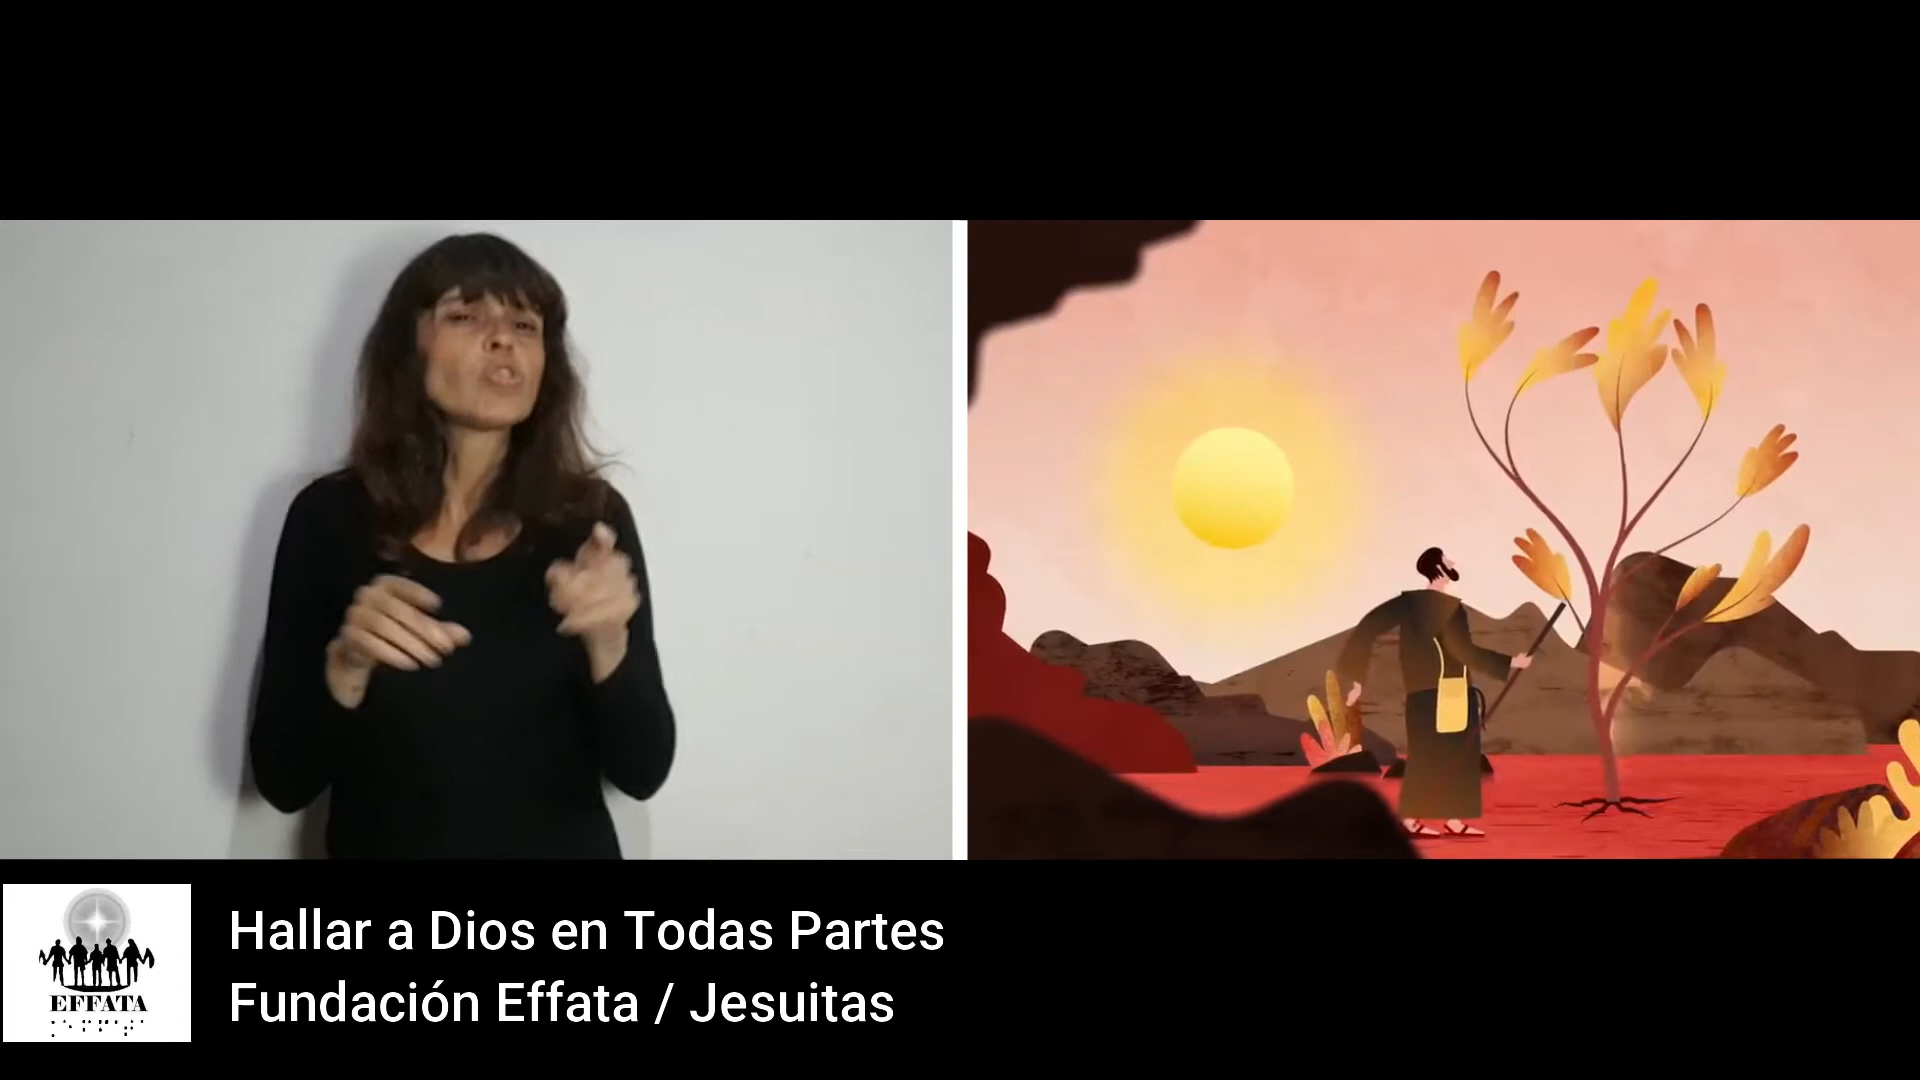 EFFATA
Hallar a Dios en Todas Partes
Fundación Effata / Jesuitas